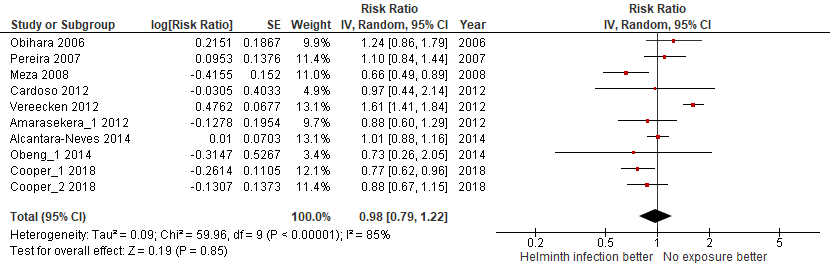 Risk Ratio Risk Ratio
Study or Subgroup log[Risk Ratio] SE Weight IV, Random, 95% CI Year IV, Random, 95% CI
Obihara 2006 0.2151 0.1867 9.9% 1.24 [0.86, 1.79] 2006
Pereira 2007 0.0953 0.1376 11.4% 1.10 [0.84, 1.44] 2007
Meza 2008 -0.4155 0.152 11.0% 0.66 [0.49, 0.89] 2008
Cardoso 2012 -0.0305 0.4033 4.9% 0.97 [0.44, 2.14] 2012
Vereecken 2012 0.4762 0.0677 13.1% 1.61 [1.41, 1.84] 2012
Amarasekera_1 2012 -0.1278 0.1954 9.7% 0.88 [0.60, 1.29] 2012
Alcantara-Neves 2014 0.01 0.0703 13.1% 1.01 [0.88, 1.16] 2014
Obeng_1 2014 -0.3147 0.5267 3.4% 0.73 [0.26, 2.05] 2014
Cooper_1 2018 -0.2614 0.1105 12.1% 0.77 [0.62, 0.96] 2018
Cooper_2 2018 -0.1307 0.1373 11.4% 0.88 [0.67, 1.15] 2018
Total (95% CI) 100.0% 0.98 [0.79, 1.22]
Heterogeneity: Tau² = 0.09; Chi² = 59.96, df = 9 (P < 0.00001); I² = 85%
Test for overall effect: Z = 0.19 (P = 0.85)
0.2 0.5 1 2 5
Helminth infection better No exposure better